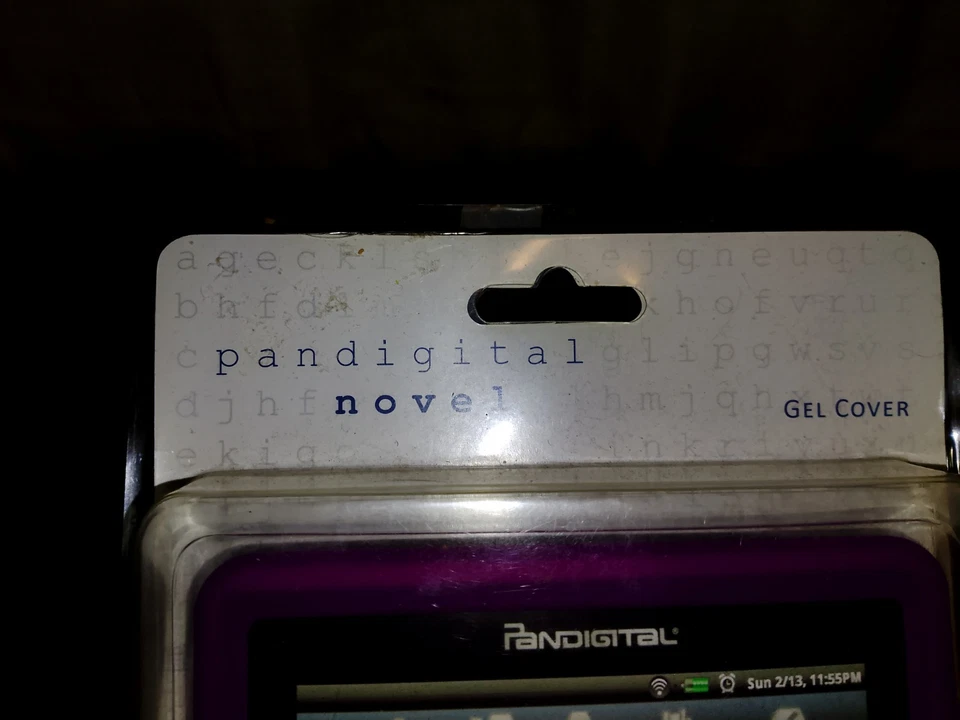 a g e c k l s e j g n e u q t
b h f d x h o f v r u r
c pandigital g l i p g w s v s
d j h f novel h m j q h x
GEL COVER
e k i g n k r i
PANDIGITAL
Sun 2/13, 11:55PM